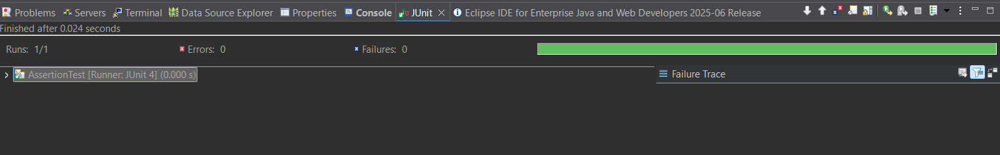 Problems Servers Terminal Data Source Explorer Properties Console JUnit Eclipse IDE for Enterprise Java and Web Developers 2025-06 Release
Finished after 0.024 seconds
Runs: 1/1 Errors: 0 Failures: 0
AssertionTest [Runner: JUnit 4] (0.000 s) Failure Trace